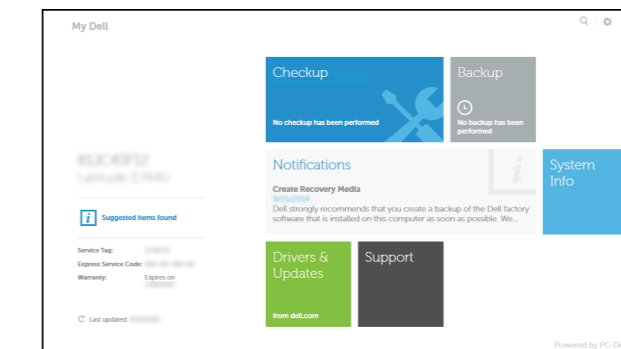 My Dell
Checkup
No checkup has been performed
Backup
No backup has been
performed
Notifications
Create Recovery Media
Dell strongly recommends that you create a backup of the Dell factory
software that is installed on this computer as soon as possible. We...
System
Info
Suggested items found
Service Tag:
Express Service Code:
Warranty: Expires on
Last updated:
Drivers &
Updates
from dell.com
Support
Powered by PC-Do